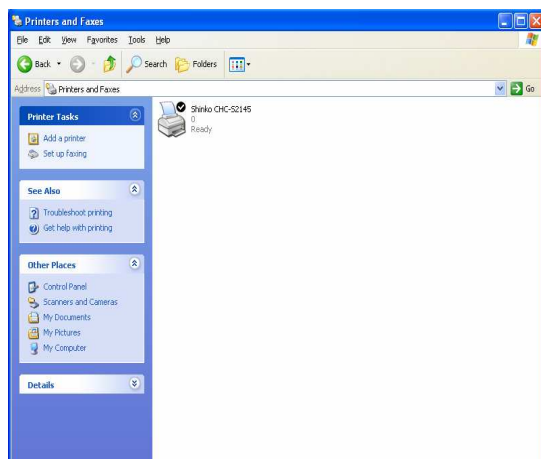 Printers and Faxes
File Edit View Favorites Tools Help
Back Search Folders
Address Printers and Faxes Go
Printer Tasks
Add a printer
Set up faxing
See Also
Troubleshoot printing
Get help with printing
Other Places
Control Panel
Scanners and Cameras
My Documents
My Pictures
My Computer
Details
Shinko CHC-S2145
0
Ready